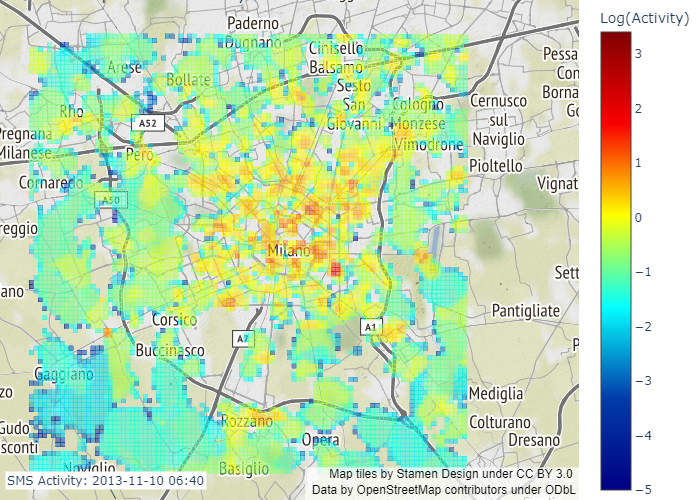 Log(Activity)
3
2
1
0
−1
−2
−3
−4
−5
Paderno
Dugnano
Cinisello
Balsamo
Arese
Bollate
Sesto
San
Giovanni
Cologno
Monzese
Pessa
Con
Borna
Go
Rho
A52
Cernusco
sul
Naviglio
Pregnana
Milanese
Pero
Vimodrone
Pioltello
Cornaredo
Vignat
A50
reggio
Milano
Sett
ano
Pantigliate
Corsico
A7
A1
P
Buccinasco
Gaggiano
Mediglia
zo
Rozzano
Colturano
Gudo
Opera
Dresano
sconti
Noviglio
Basiglio
SMS Activity: 2013-11-10 06:40
Map tiles by Stamen Design under CC BY 3.0
Data by OpenStreetMap contributors under ODbL